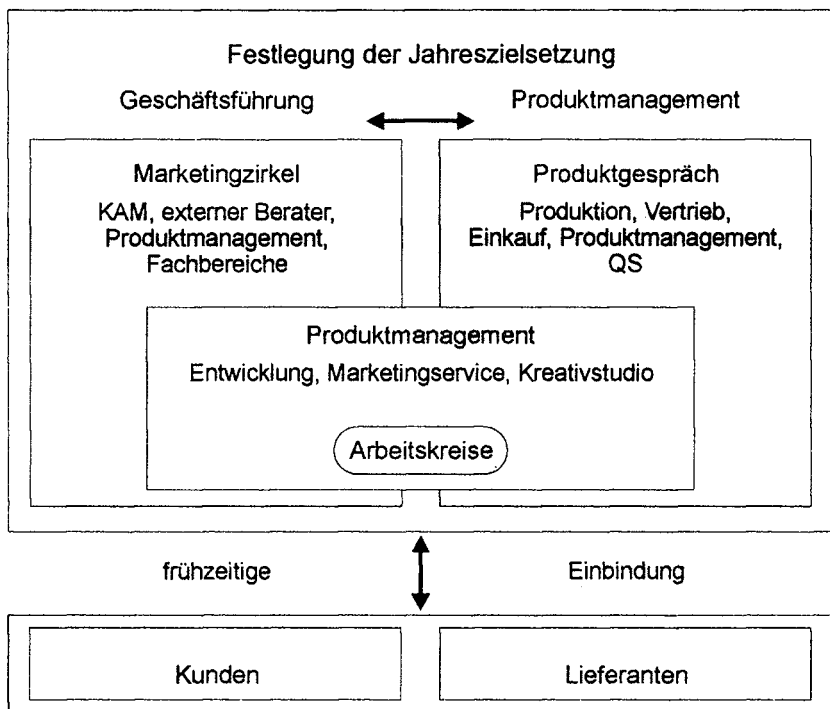 Festlegung der Jahreszielsetzung
Geschäftsführung
Produktmanagement
Marketingzirkel
KAM, externer Berater,
Produktmanagement,
Fachbereiche
Produktgespräch
Produktion, Vertrieb,
Einkauf, Produktmanagement,
QS
Produktmanagement
Entwicklung, Marketingservice, Kreativstudio
Arbeitskreise
frühzeitige
Einbindung
Kunden
Lieferanten